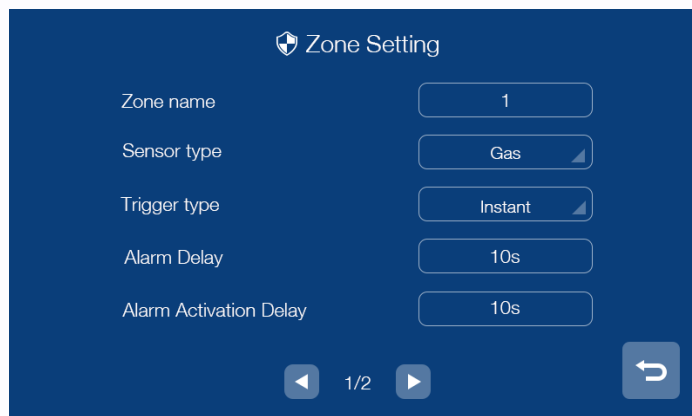 Zone Setting
Zone name 1
Sensor type Gas
Trigger type Instant
Alarm Delay 10s
Alarm Activation Delay 10s
1/2